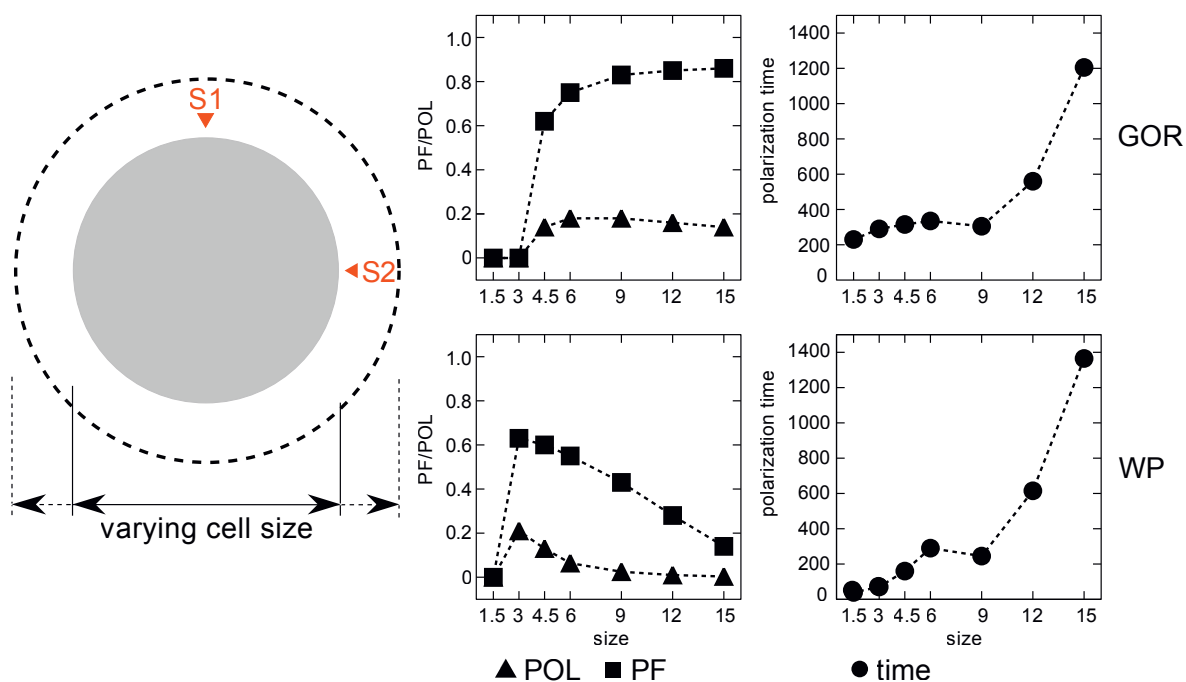 S1
S2
varying cell size
PF/POL
1.0
0.8
0.6
0.4
0.2
0
1.5 3 4.5 6 9 12 15
polarization time
1400
1200
1000
800
600
400
200
0
1.5 3 4.5 6 9 12 15
GOR
PF/POL
1.0
0.8
0.6
0.4
0.2
0
1.5 3 4.5 6 9 12 15
size
polarization time
1400
1200
1000
800
600
400
200
0
1.5 3 4.5 6 9 12 15
size
WP
POL PF time